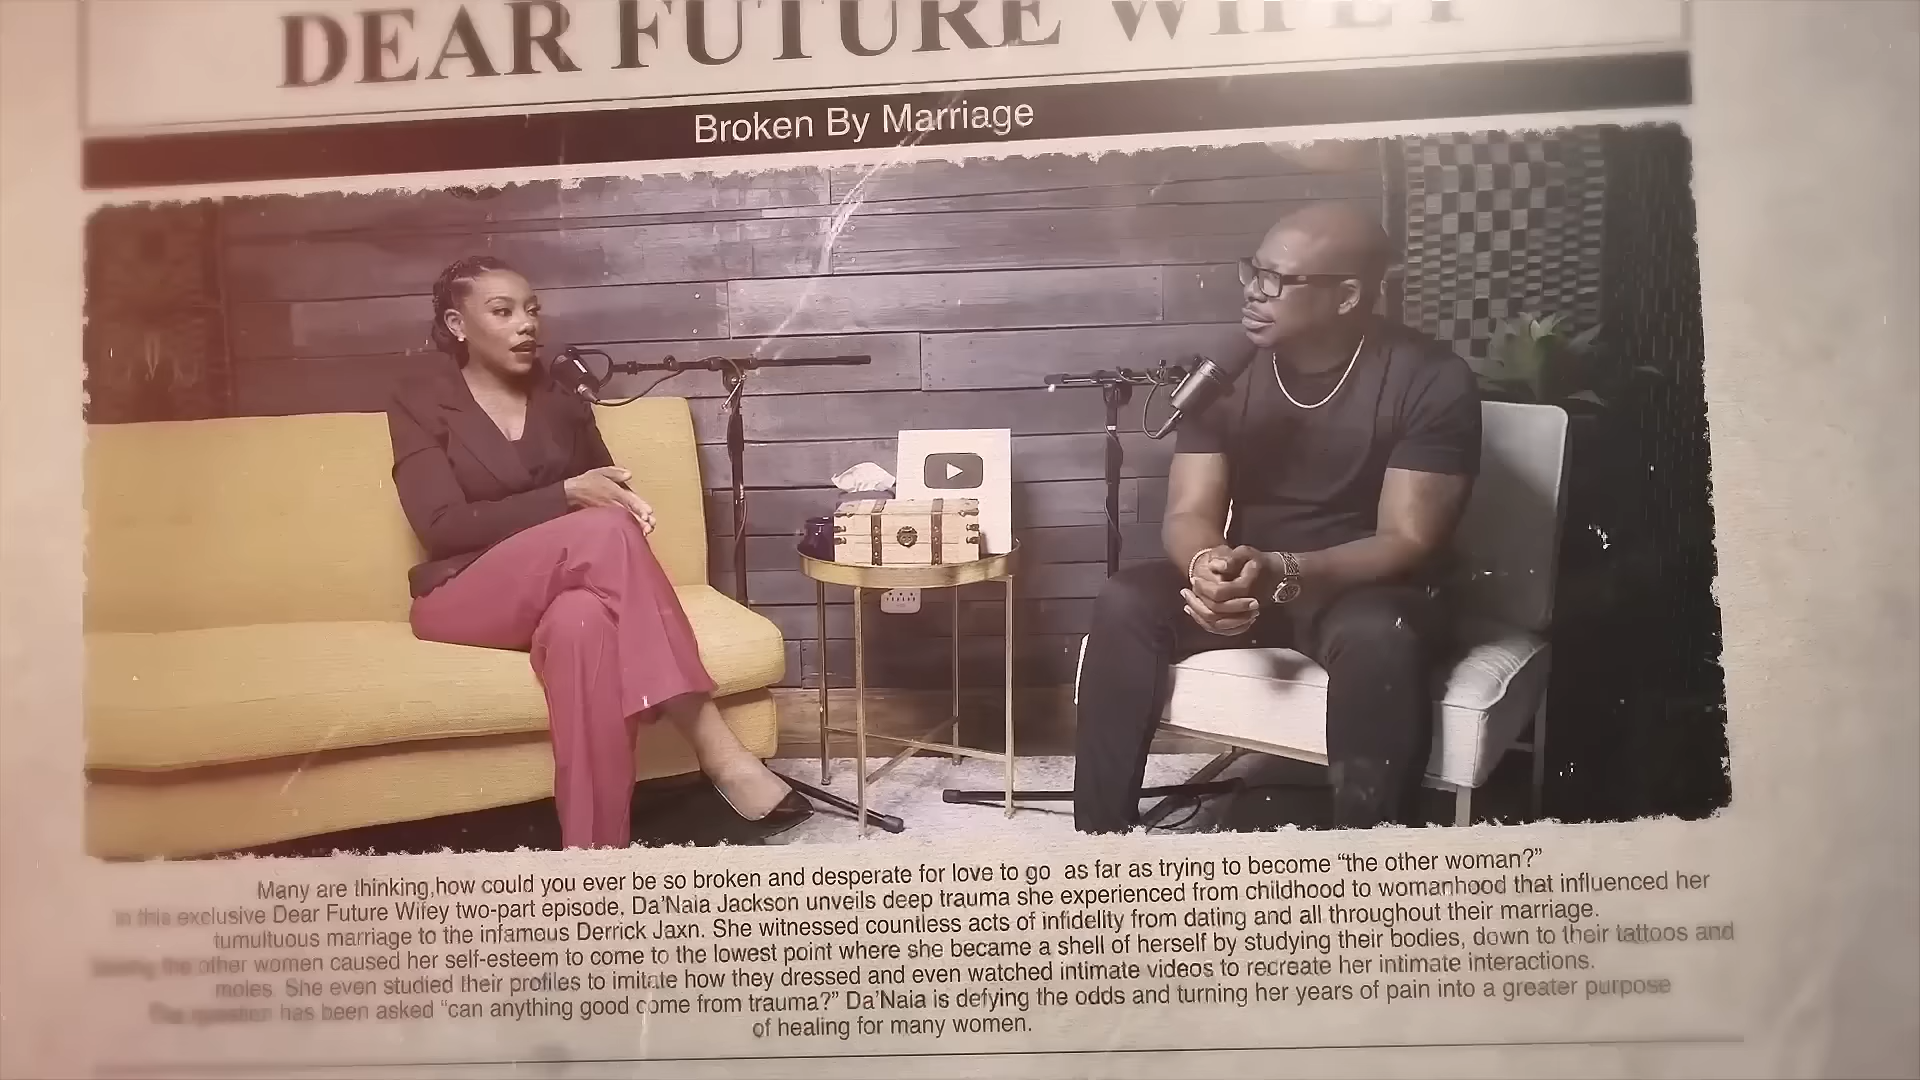 DEAR FUTURE WIFEY
Broken By Marriage
Many are thinking,how could you ever be so broken and desperate for love to go as far as trying to become “the other woman?”
In this exclusive Dear Future Wifey two-part episode, Da’Naia Jackson unveils deep trauma she experienced from childhood to womanhood that influenced her
tumultuous marriage to the infamous Derrick Jaxn. She witnessed countless acts of infidelity from dating and all throughout their marriage.
the other women caused her self-esteem to come to the lowest point where she became a shell of herself by studying their bodies, down to their tattoos and
moles. She even studied their profiles to imitate how they dressed and even watched intimate videos to recreate her intimate interactions.
The question has been asked “can anything good come from trauma?” Da’Naia is defying the odds and turning her years of pain into a greater purpose
of healing for many women.